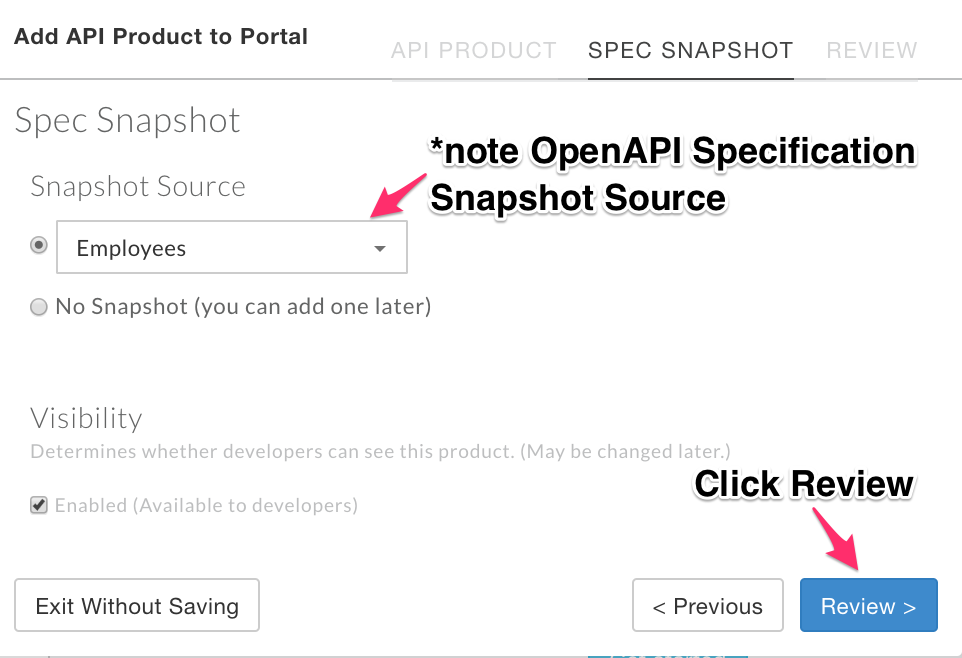 Add API Product to Portal
API PRODUCT
SPEC SNAPSHOT
REVIEW
Spec Snapshot
*note OpenAPI Specification
Snapshot Source
Snapshot Source
Employees
No Snapshot (you can add one later)
Visibility
Determines whether developers can see this product. (May be changed later.)
Click Review
Enabled (Available to developers)
Exit Without Saving
< Previous
Review >